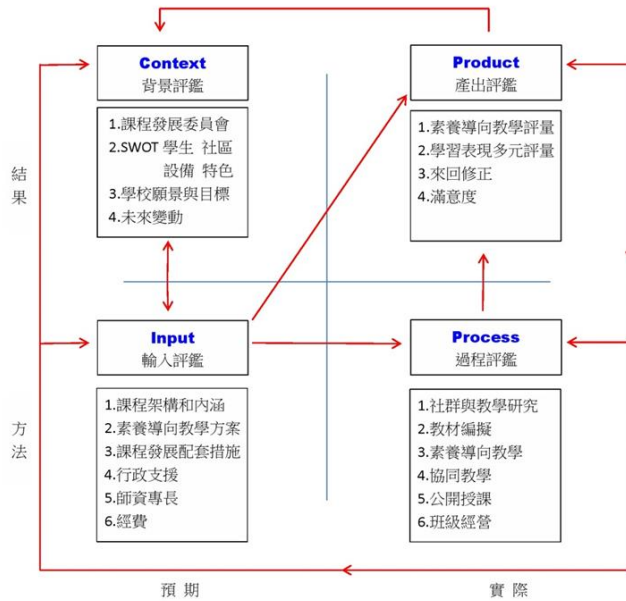 Context
背景評鑑
1.課程發展委員會
2.SWOT 學生 社區
設備 特色
3.學校願景與目標
4.未來變動
Product
產出評鑑
1.素養導向教學評量
2.學習表現多元評量
3.來回修正
4.滿意度
結果
Input
輸入評鑑
1.課程架構和內涵
2.素養導向教學方案
3.課程發展配套措施
4.行政支援
5.師資專長
6.經費
Process
過程評鑑
1.社群與教學研究
2.教材編擬
3.素養導向教學
4.協同教學
5.公開授課
6.班級經營
方法
預期
實際